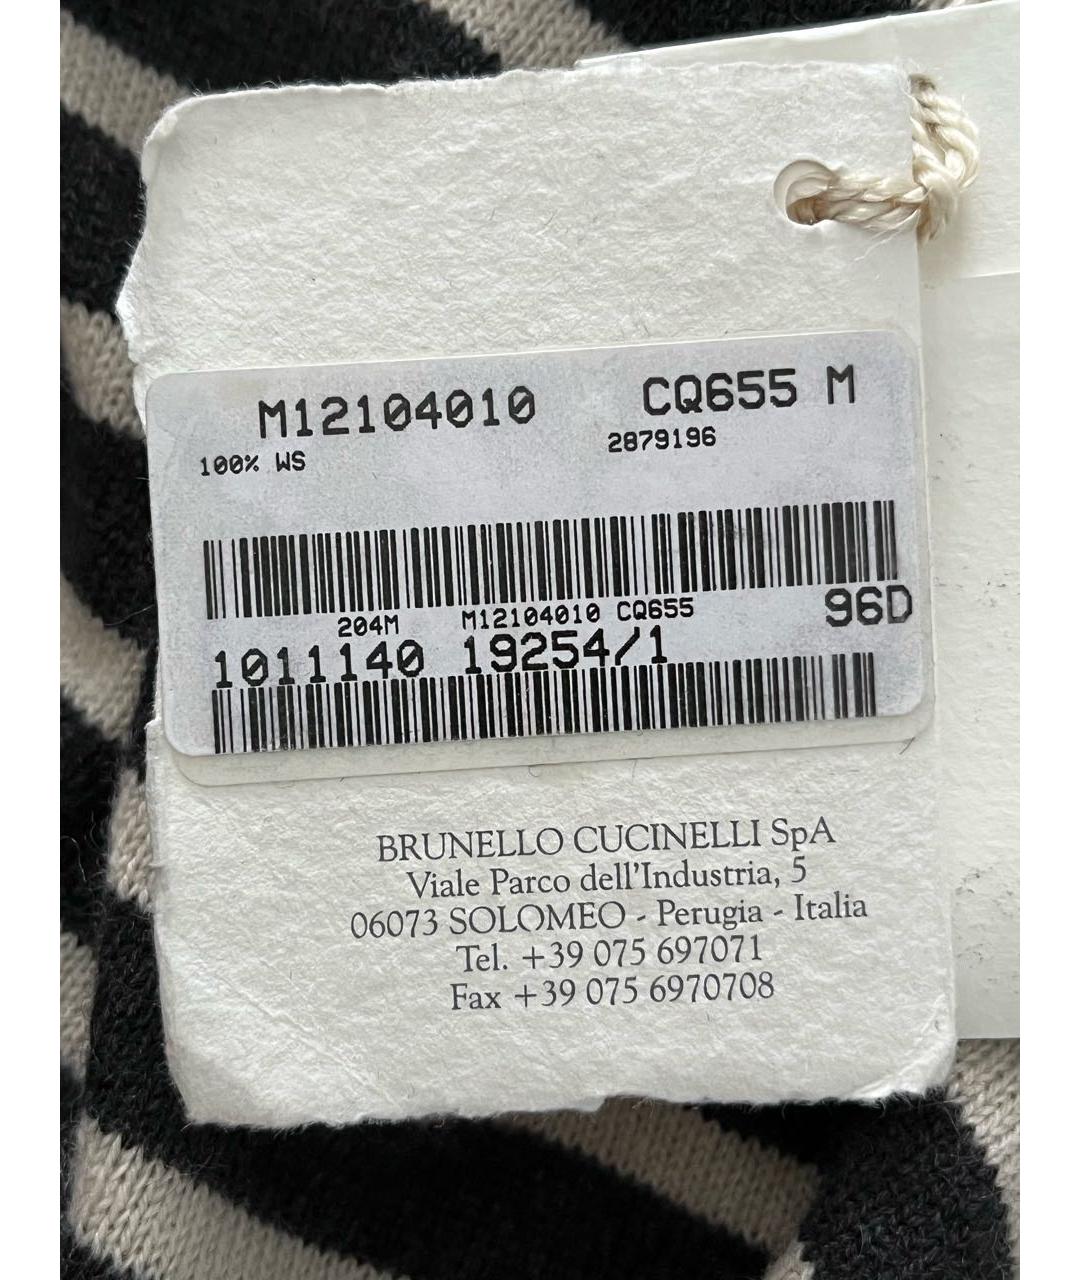 M12104010 CQ655 M
100% WS 2879196
204M M12104010 CQ655 96D
1011140 19254/1
BRUNELLO CUCINELLI SpA
Viale Parco dell'Industria, 5
06073 SOLOMEO - Perugia - Italia
Tel. +39 075 697071
Fax +39 075 6970708